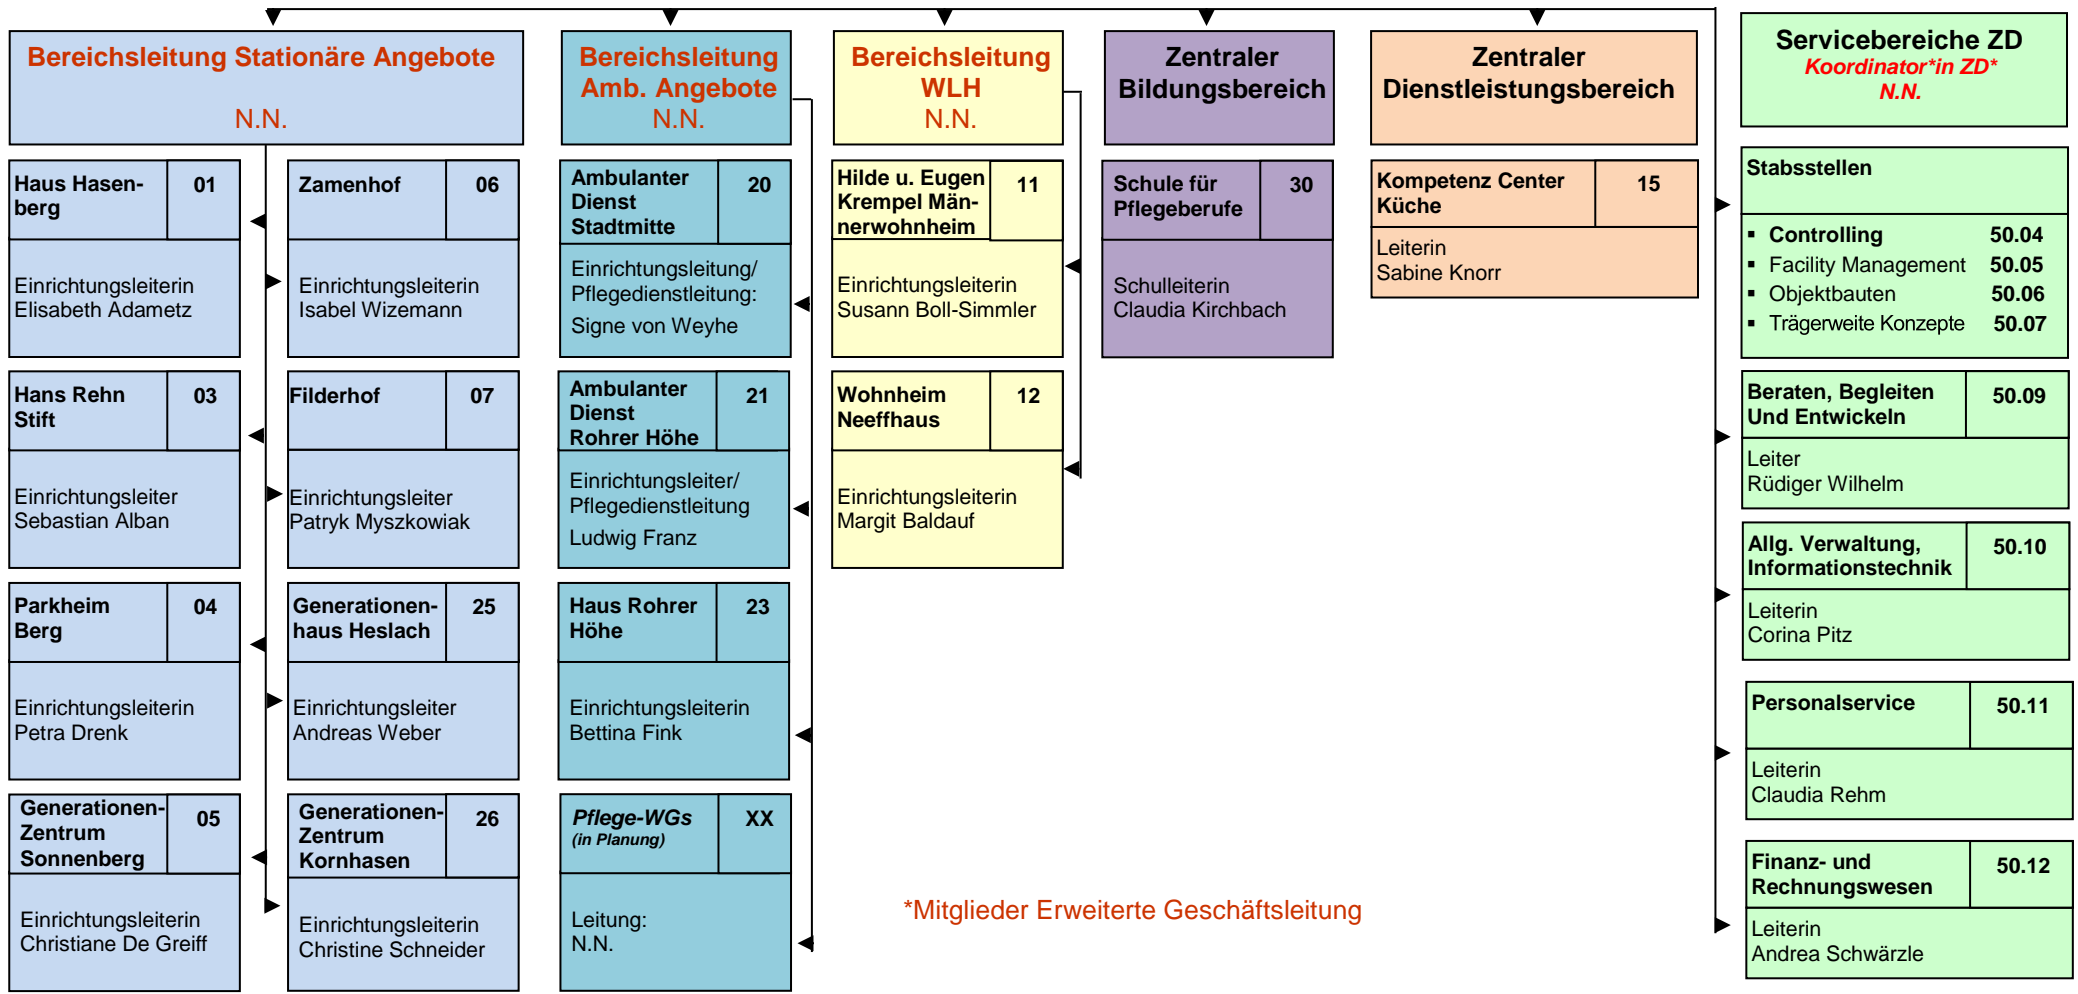 Bereichsleitung Stationäre Angebote
N.N.
Haus Hasen-
berg
01
Einrichtungsleiterin
Elisabeth Adametz
Zamenhof
06
Einrichtungsleiterin
Isabel Wizemann
Hans Rehn
Stift
03
Einrichtungsleiter
Sebastian Alban
Filderhof
07
Einrichtungsleiter
Patryk Myszkowiak
Parkheim
Berg
04
Einrichtungsleiterin
Petra Drenk
Generationen-
haus Heslach
25
Einrichtungsleiter
Andreas Weber
Generationen-
Zentrum
Sonnenberg
05
Einrichtungsleiterin
Christiane De Greiff
Generationen-
Zentrum
Kornhasen
26
Einrichtungsleiterin
Christine Schneider
Bereichsleitung
Amb. Angebote
N.N.
Ambulanter
Dienst
Stadtmitte
20
Einrichtungsleitung/
Pflegedienstleitung:
Signe von Weyhe
Ambulanter
Dienst
Rohrer Höhe
21
Einrichtungsleiter/
Pflegedienstleitung
Ludwig Franz
Haus Rohrer
Höhe
23
Einrichtungsleiterin
Bettina Fink
Pflege-WGs
(in Planung)
XX
Leitung:
N.N.
Bereichsleitung
WLH
N.N.
Hilde u. Eugen
Krempel Män-
nerwohnheim
11
Einrichtungsleiterin
Susann Boll-Simmler
Wohnheim
Neeffhaus
12
Einrichtungsleiterin
Margit Baldauf
Zentraler
Bildungsbereich
Schule für
Pflegeberufe
30
Schulleiterin
Claudia Kirchbach
Zentraler
Dienstleistungsbereich
Kompetenz Center
Küche
15
Leiterin
Sabine Knorr
*Mitglieder Erweiterte Geschäftsleitung
Servicebereiche ZD
Koordinator*in ZD*
N.N.
Stabsstellen
▪ Controlling 50.04
▪ Facility Management 50.05
▪ Objektbauten 50.06
▪ Trägerweite Konzepte 50.07
Beraten, Begleiten
Und Entwickeln
50.09
Leiter
Rüdiger Wilhelm
Allg. Verwaltung,
Informationstechnik
50.10
Leiterin
Corina Pitz
Personalservice
50.11
Leiterin
Claudia Rehm
Finanz- und
Rechnungswesen
50.12
Leiterin
Andrea Schwärzle